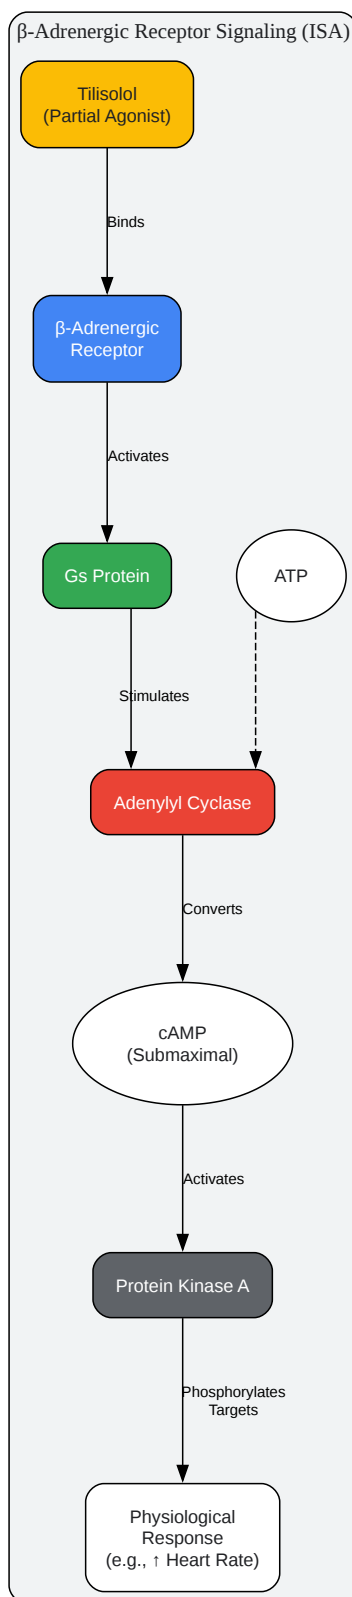 β-Adrenergic Receptor Signaling (ISA)
Tilisolol
(Partial Agonist)
Binds
β-Adrenergic
Receptor
Activates
Gs Protein
ATP
Stimulates
Adenylyl Cyclase
Converts
cAMP
(Submaximal)
Activates
Protein Kinase A
Phosphorylates
Targets
Physiological
Response
(e.g., ↑ Heart Rate)